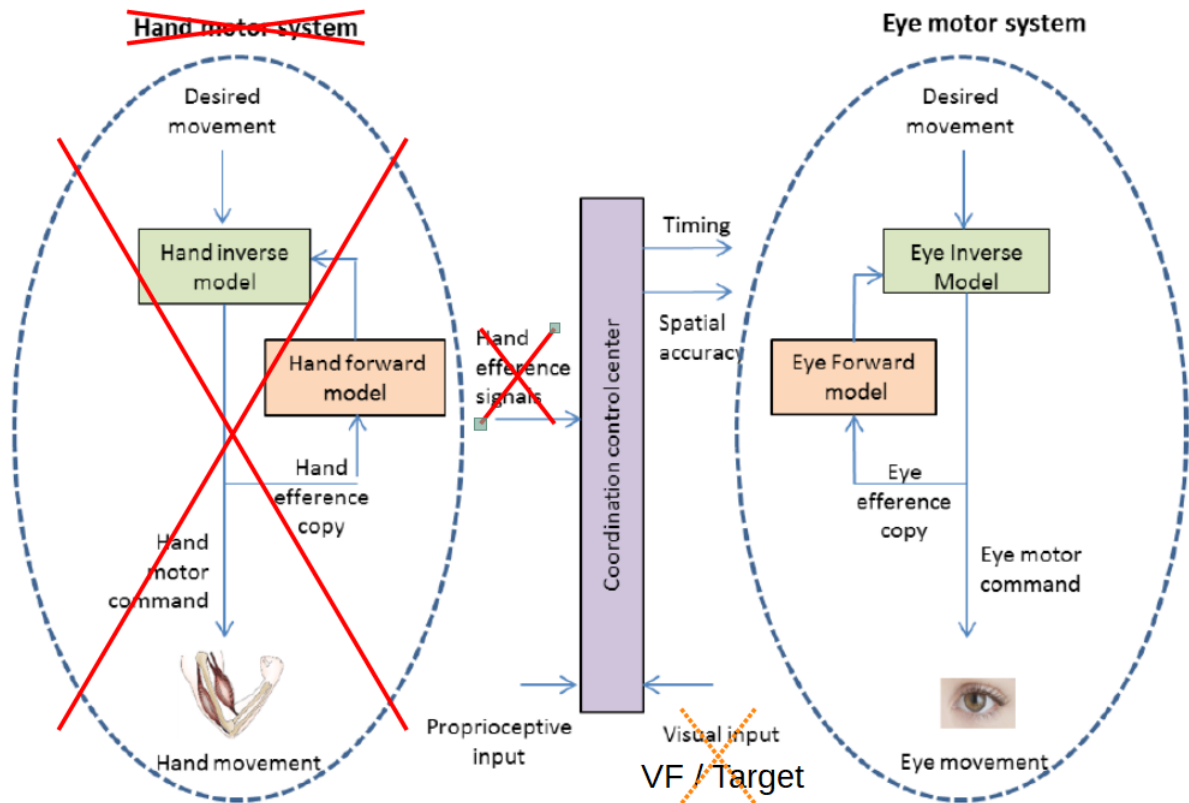 Hand motor system
Desired
movement
Hand inverse
model
Hand forward
model
Hand
efference
copy
Hand
motor
command
Hand movement
Hand
efference
signals
Coordination control center
Timing
Spatial
accuracy
Proprioceptive
input
Visual input
VF / Target
Eye motor system
Desired
movement
Eye Inverse
Model
Eye Forward
model
Eye
efference
copy
Eye motor
command
Eye movement